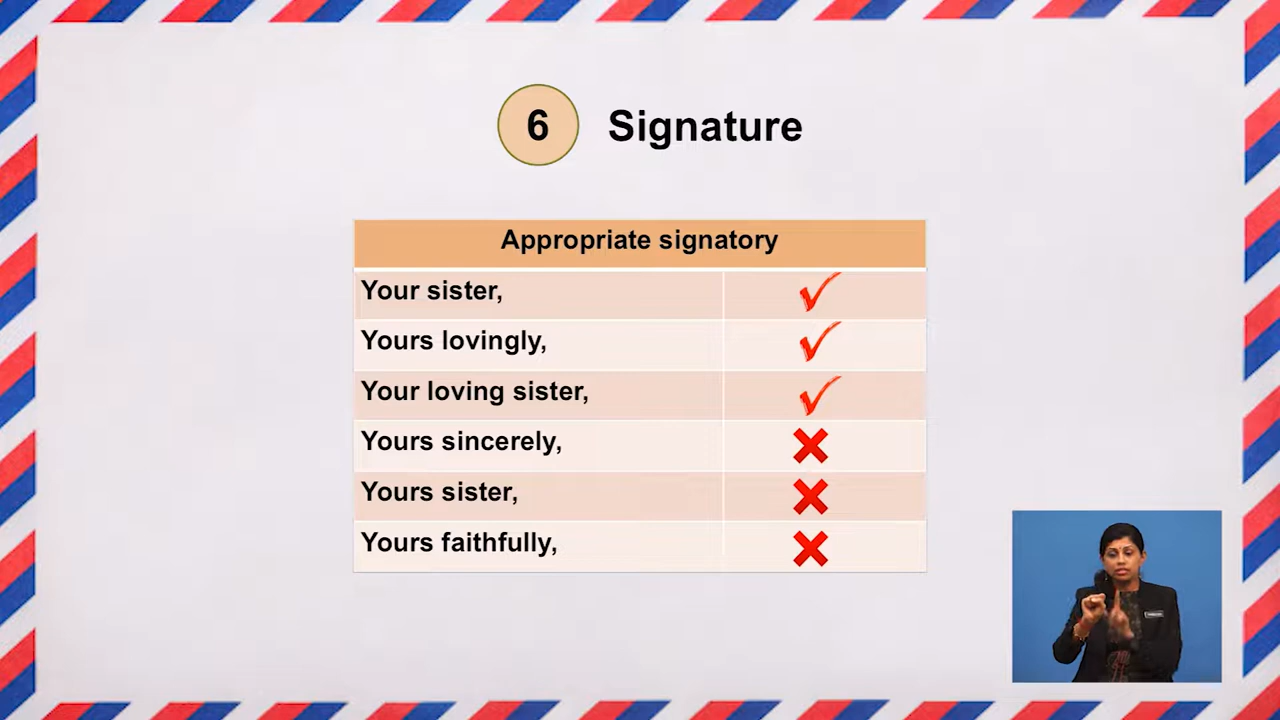 6 Signature
Appropriate signatory
Your sister,
Yours lovingly,
Your loving sister,
Yours sincerely,
Yours sister,
Yours faithfully,